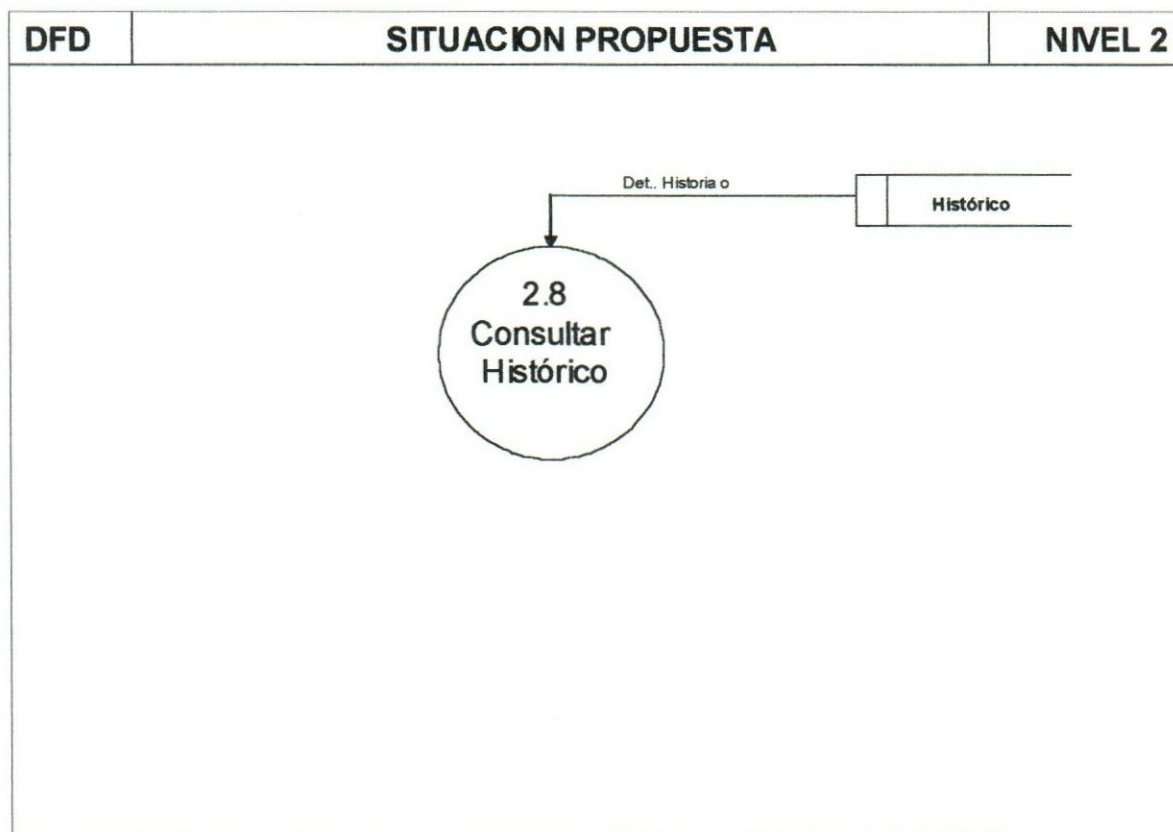 DFD
SITUACION PROPUESTA
NIVEL 2
Det.. Historia o
Histórico
2.8
Consultar
Histórico